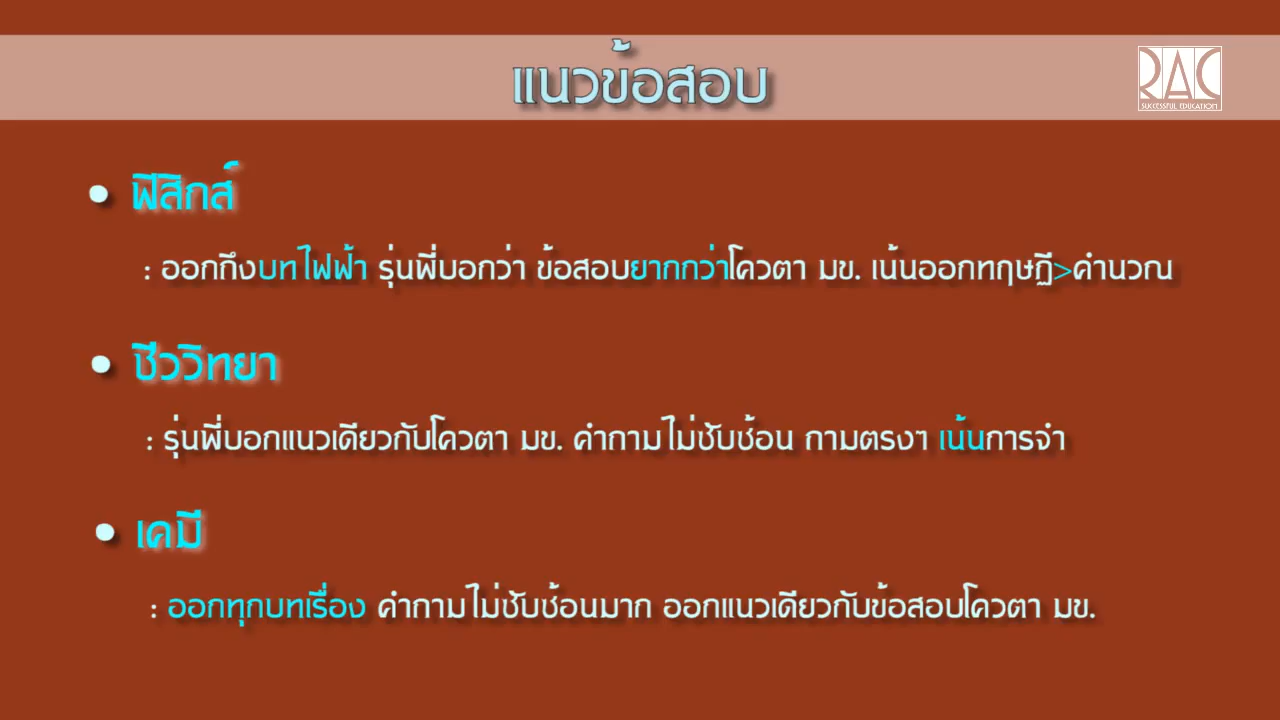 แนวข้อสอบ
RAC
SUCCESSFUL EDUCATION
• ฟิสิกส์
: ออกถึงบทไฟฟ้า รุ่นพี่บอกว่า ข้อสอบยากกว่าโควตา มข. เน้นออกทฤษฎี>คำนวณ
• ชีววิทยา
: รุ่นพี่บอกแนวเดียวกับโควตา มข. คำถามไม่ซับซ้อน ถามตรงๆ เน้นการจำ
• เคมี
: ออกทุกบทเรื่อง คำถามไม่ซับซ้อนมาก ออกแนวเดียวกับข้อสอบโควตา มข.